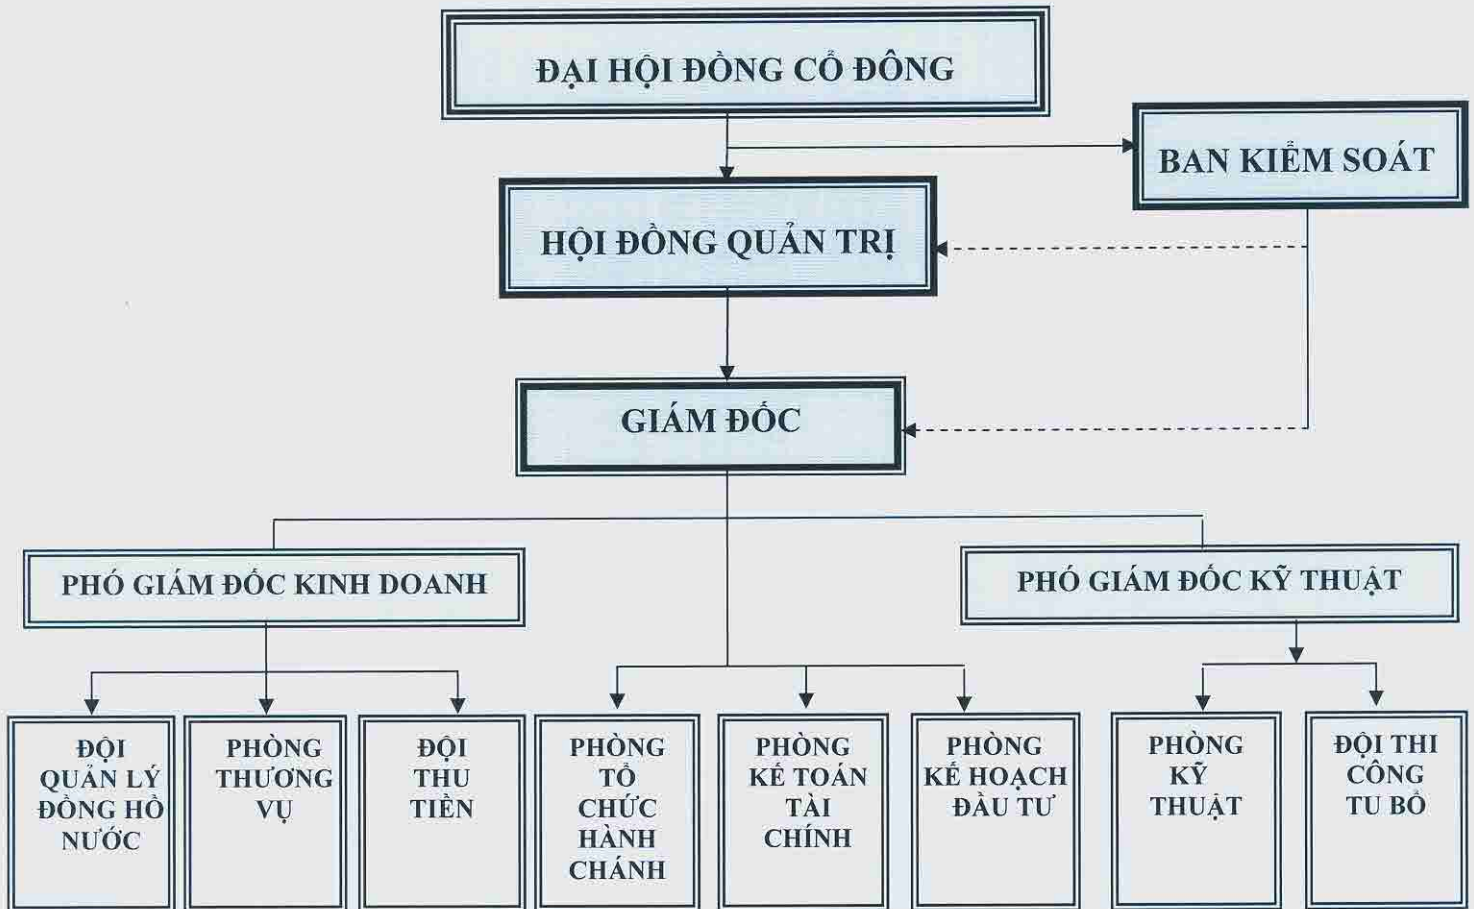 ĐẠI HỘI ĐỒNG CỔ ĐÔNG
BAN KIỂM SOÁT
HỘI ĐỒNG QUẢN TRỊ
GIÁM ĐỐC
PHÓ GIÁM ĐỐC KINH DOANH
PHÓ GIÁM ĐỐC KỸ THUẬT
ĐỘI
QUẢN LÝ
ĐỒNG HỒ
NƯỚC
PHÒNG
THƯƠNG
VỤ
ĐỘI
THU
TIỀN
PHÒNG
TỔ
CHỨC
HÀNH
CHÁNH
PHÒNG
KẾ TOÁN
TÀI
CHÍNH
PHÒNG
KẾ HOẠCH
ĐẦU TƯ
PHÒNG
KỸ
THUẬT
ĐỘI THI
CÔNG
TU BỔ